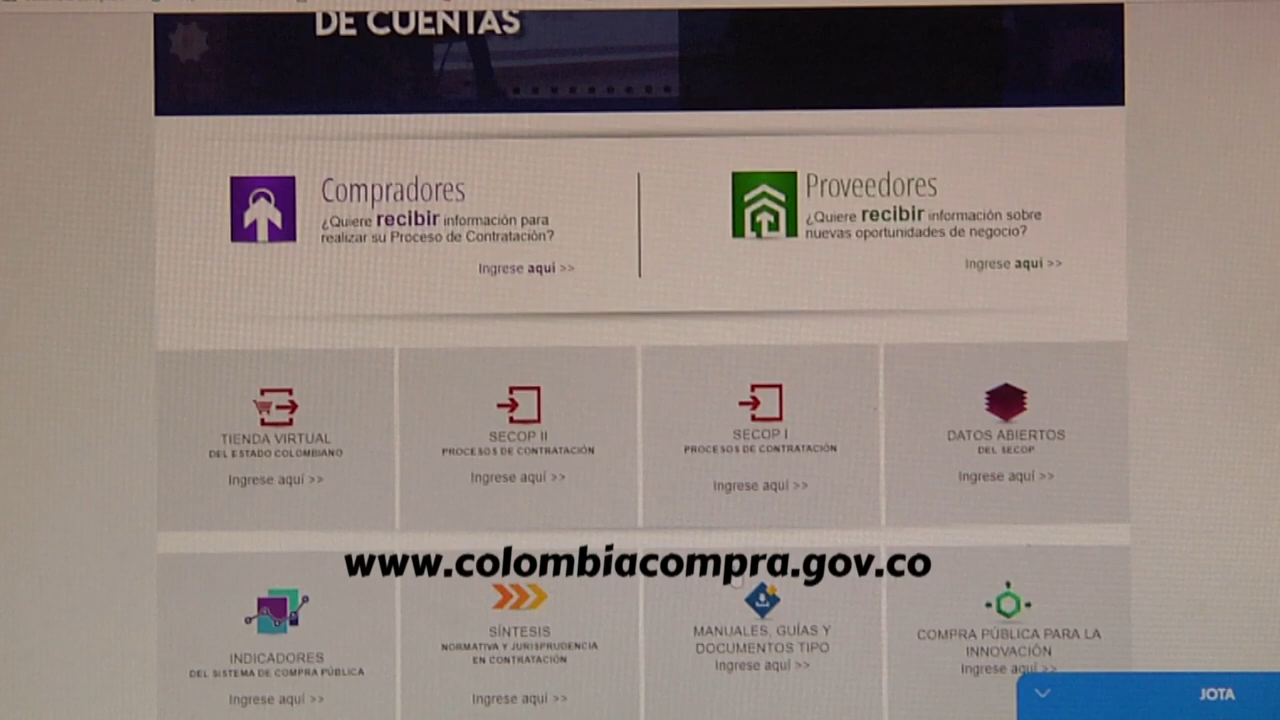 DE CUENTAS
Compradores
¿Quiere recibir información para
realizar su Proceso de Contratación?
Ingrese aquí >>
Proveedores
¿Quiere recibir información sobre
nuevas oportunidades de negocio?
Ingrese aquí >>
TIENDA VIRTUAL
DEL ESTADO COLOMBIANO
Ingrese aquí >>
SECOP II
PROCESOS DE CONTRATACIÓN
Ingrese aquí >>
SECOP I
PROCESOS DE CONTRATACIÓN
Ingrese aquí >>
DATOS ABIERTOS
DEL SECOP
Ingrese aquí >>
www.colombiacompra.gov.co
INDICADORES
DEL SISTEMA DE COMPRA PÚBLICA
Ingrese aquí >>
SÍNTESIS
NORMATIVA Y JURISPRUDENCIA
EN CONTRATACIÓN
Ingrese aquí >>
MANUALES, GUÍAS Y
DOCUMENTOS TIPO
Ingrese aquí >>
COMPRA PÚBLICA PARA LA
INNOVACIÓN
Ingrese aquí >>
JOTA